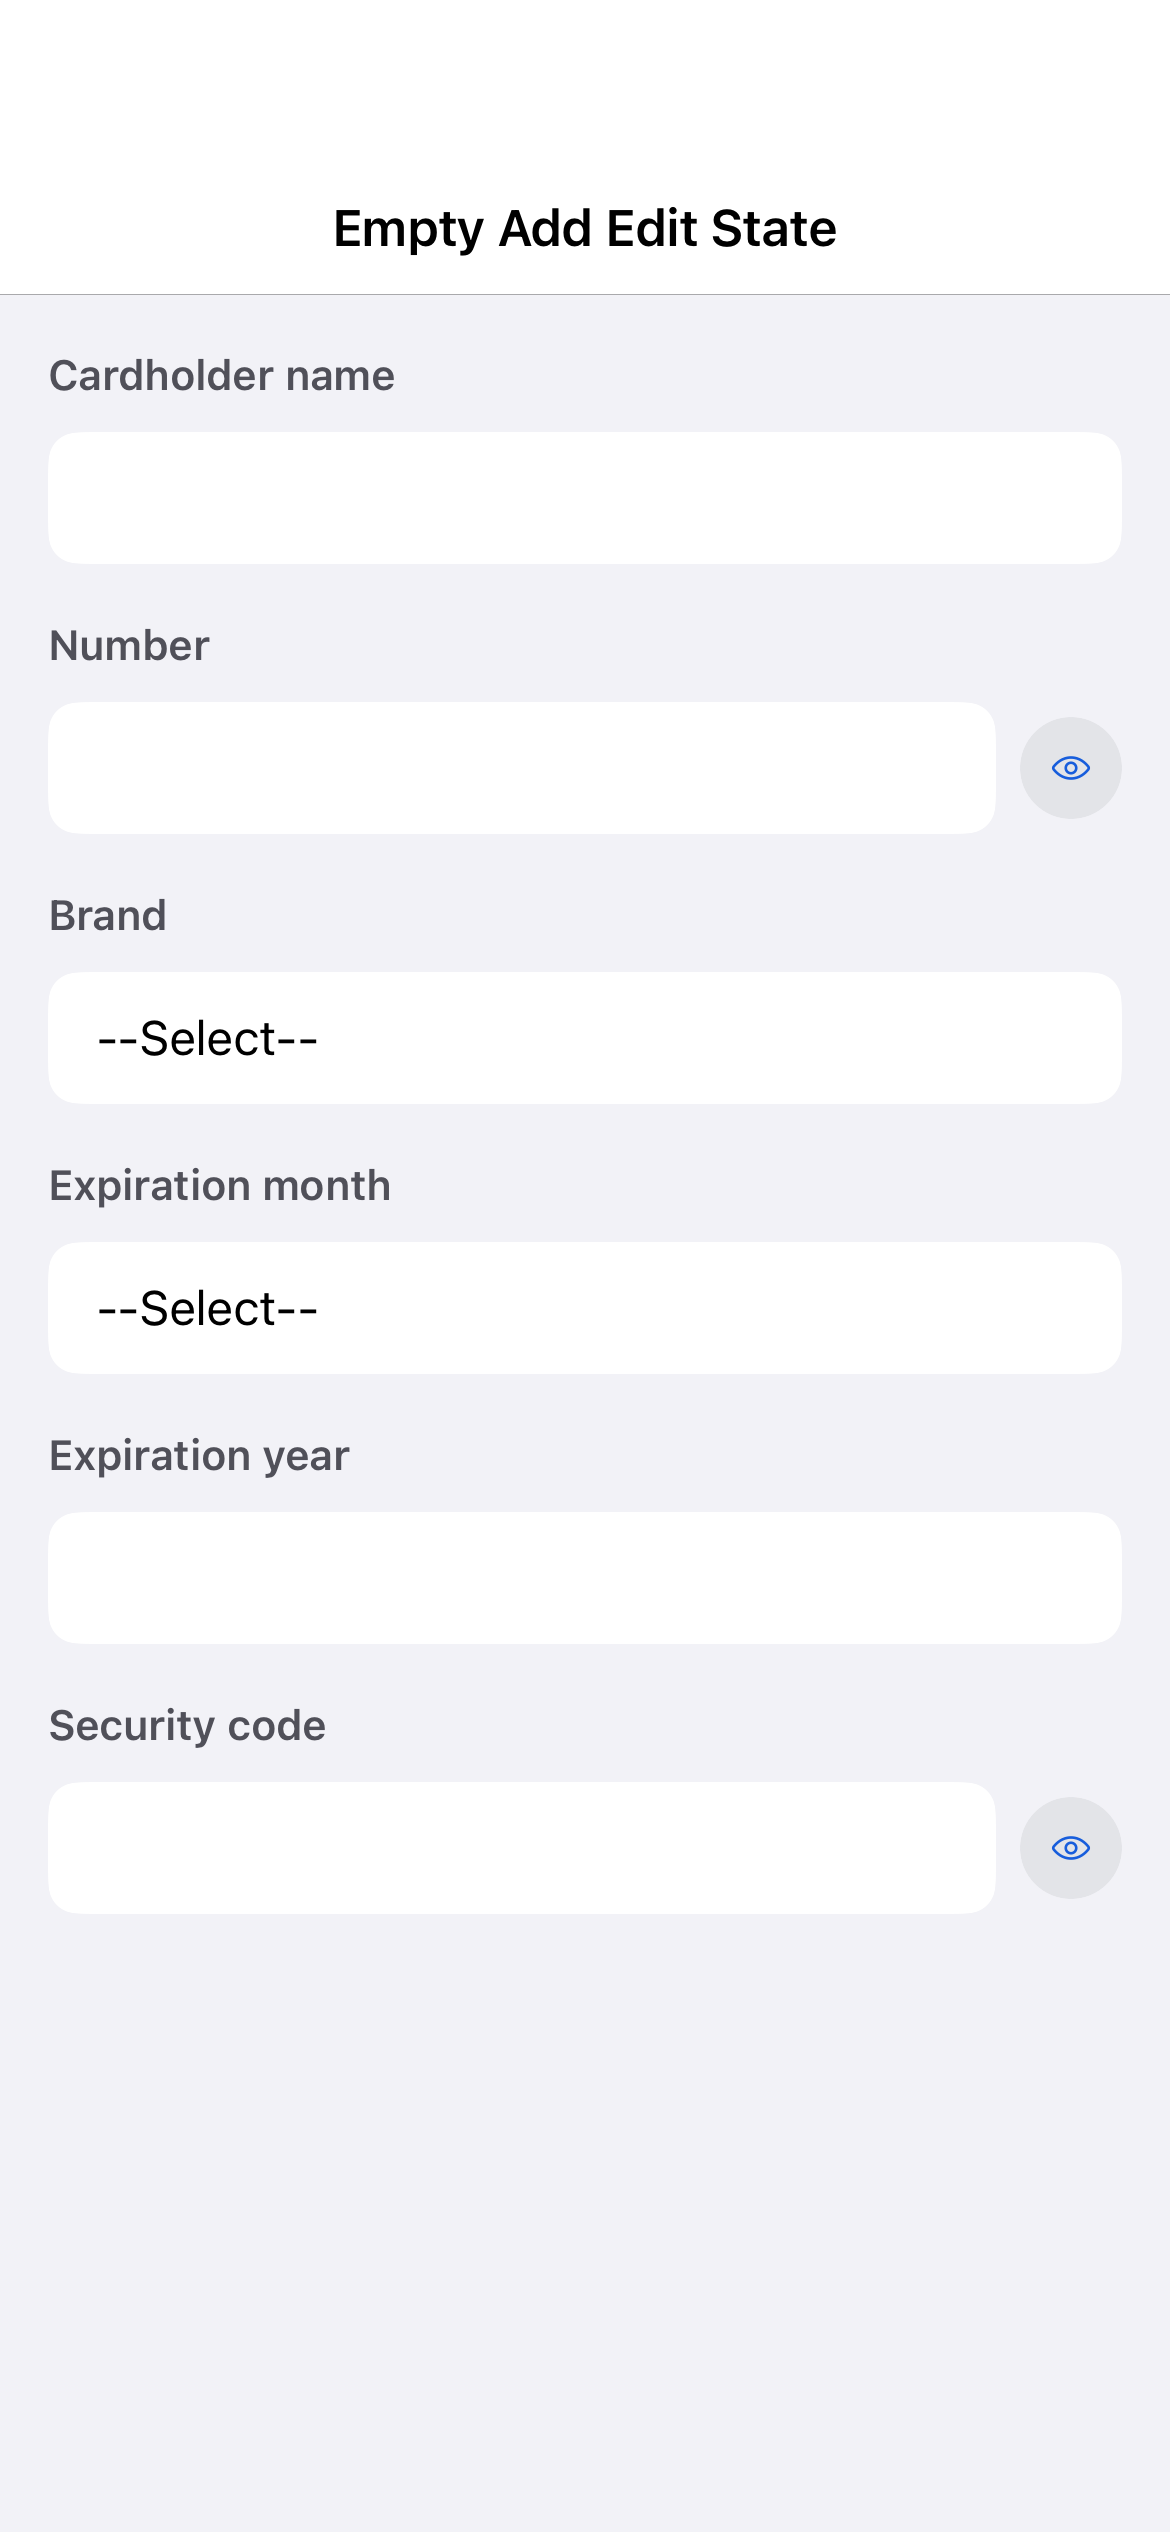 Empty Add Edit State
Cardholder name
Number
Brand
--Select--
Expiration month
--Select--
Expiration year
Security code